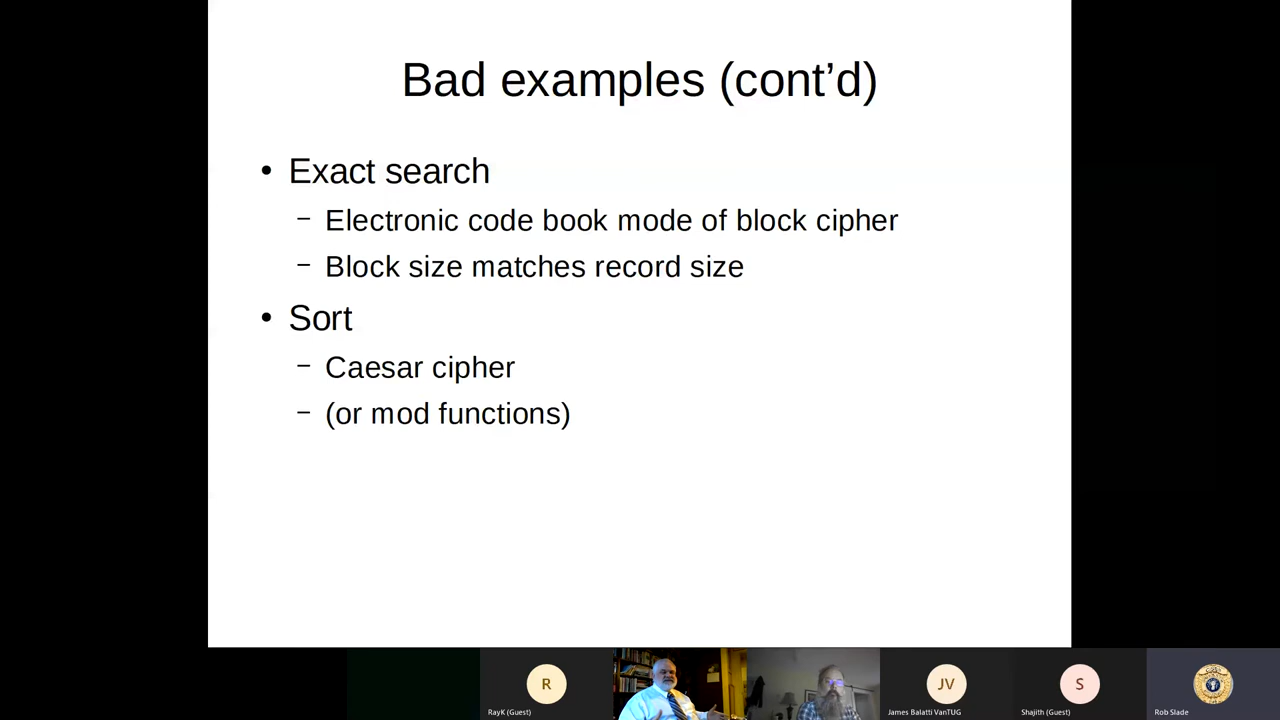 Bad examples (cont’d)
• Exact search
– Electronic code book mode of block cipher
– Block size matches record size
• Sort
– Caesar cipher
– (or mod functions)
R
RayK (Guest)
JV
James Balatti VanTUG
S
Shajith (Guest)
Rob Slade